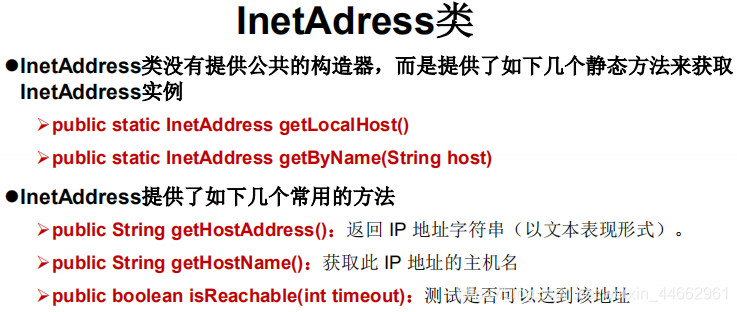 InetAdress类
●InetAddress类没有提供公共的构造器，而是提供了如下几个静态方法来获取
InetAddress实例
➢public static InetAddress getLocalHost()
➢public static InetAddress getByName(String host)
●InetAddress提供了如下几个常用的方法
➢public String getHostAddress()：返回 IP 地址字符串（以文本表现形式）。
➢public String getHostName()：获取此 IP 地址的主机名
➢public boolean isReachable(int timeout)：测试是否可以达到该地址